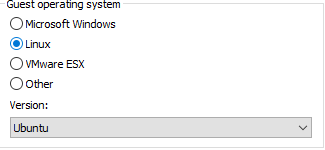 Guest operating system
Microsoft Windows
Linux
VMware ESX
Other
Version:
Ubuntu